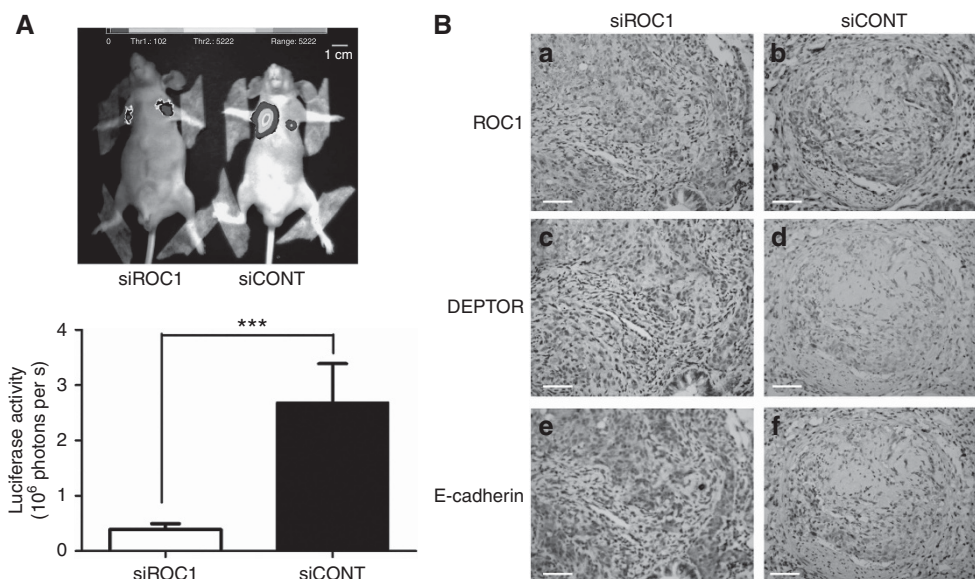 A
0 Thr1.: 102 Thr2.: 5222 Range: 5222
1 cm
siROC1 siCONT
***
4
3
2
1
0
Luciferase activity
(10⁶ photons per s)
siROC1 siCONT
B
siROC1 siCONT
ROC1
a b
DEPTOR
c d
E-cadherin
e f